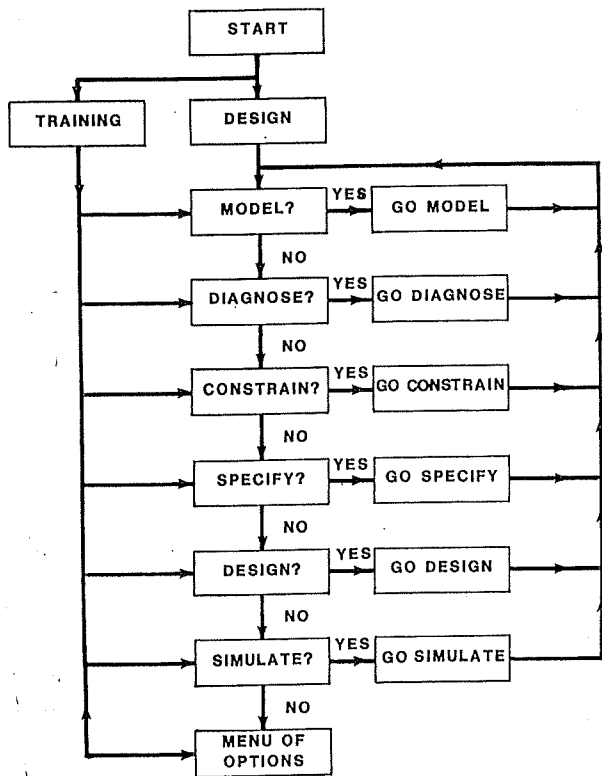 START
TRAINING
DESIGN
MODEL?
YES
GO MODEL
NO
DIAGNOSE?
YES
GO DIAGNOSE
NO
CONSTRAIN?
YES
GO CONSTRAIN
NO
SPECIFY?
YES
GO SPECIFY
NO
DESIGN?
YES
GO DESIGN
NO
SIMULATE?
YES
GO SIMULATE
NO
MENU OF
OPTIONS